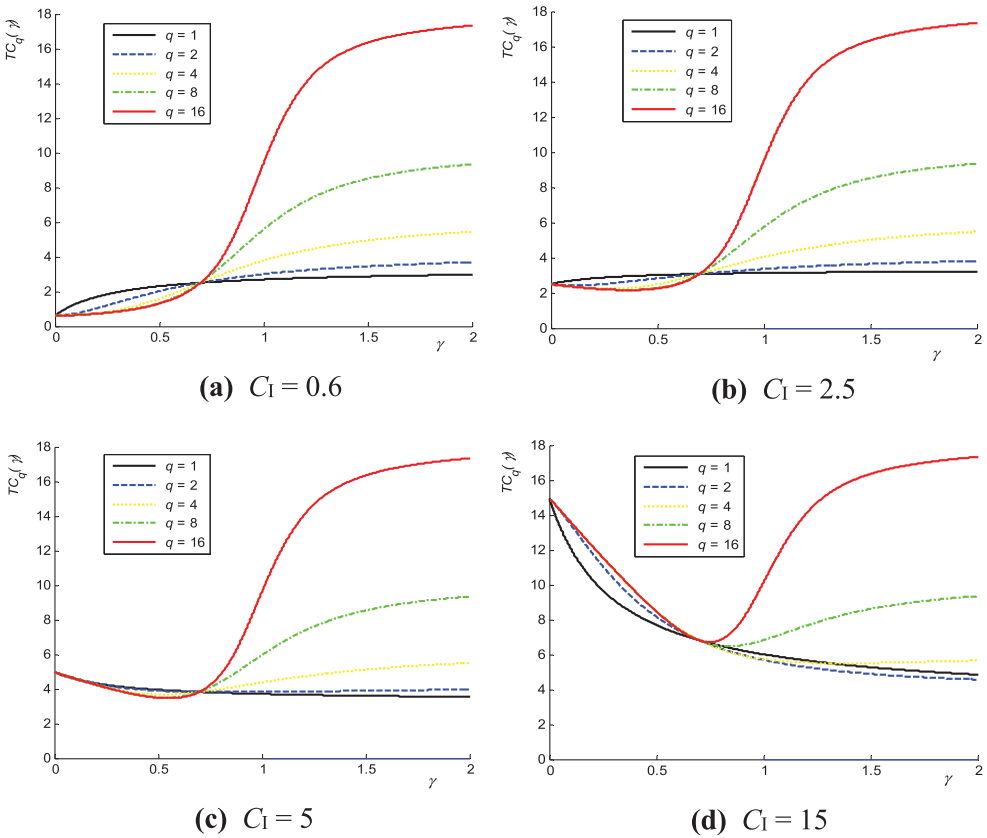 TCq(γ)
18
16
14
12
10
8
6
4
2
0
q = 1
q = 2
q = 4
q = 8
q = 16
0
0.5
1
1.5
2
γ
(a) CI = 0.6
TCq(γ)
18
16
14
12
10
8
6
4
2
0
q = 1
q = 2
q = 4
q = 8
q = 16
0
0.5
1
1.5
2
γ
(b) CI = 2.5
TCq(γ)
18
16
14
12
10
8
6
4
2
0
q = 1
q = 2
q = 4
q = 8
q = 16
0
0.5
1
1.5
2
γ
(c) CI = 5
TCq(γ)
18
16
14
12
10
8
6
4
2
0
q = 1
q = 2
q = 4
q = 8
q = 16
0
0.5
1
1.5
2
γ
(d) CI = 15